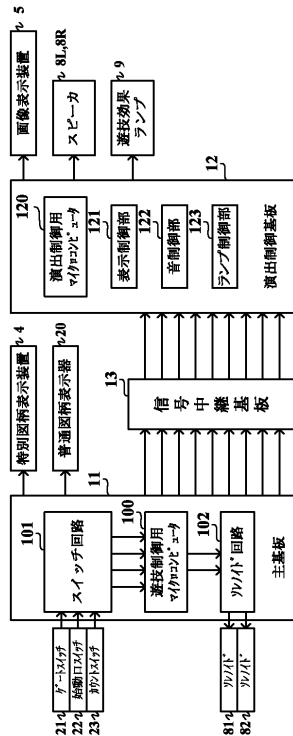 特別図柄表示装置
4
普通図柄表示器
20
11
101
スイッチ回路
ゲートスイッチ
始動口スイッチ
カウントスイッチ
21
22
23
100
遊技制御用
マイクロコンピュータ
102
ソレノイド回路
ソレノイド
ソレノイド
81
82
主基板
13
信号中継基板
12
120
演出制御用
マイクロコンピュータ
121
表示制御部
122
音制御部
123
ランプ制御部
演出制御基板
画像表示装置
5
スピーカ
8L,8R
遊技効果
ランプ
9